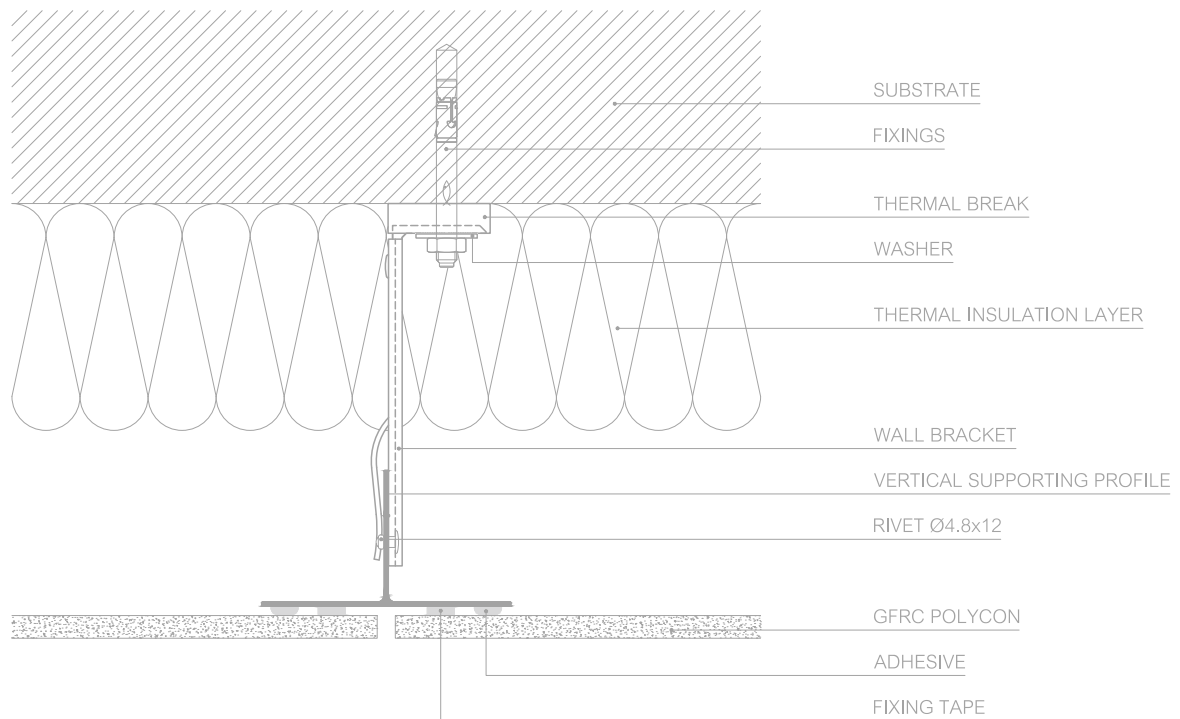 SUBSTRATE
FIXINGS
THERMAL BREAK
WASHER
THERMAL INSULATION LAYER
WALL BRACKET
VERTICAL SUPPORTING PROFILE
RIVET Ø4.8x12
GFRC POLYCON
ADHESIVE
FIXING TAPE